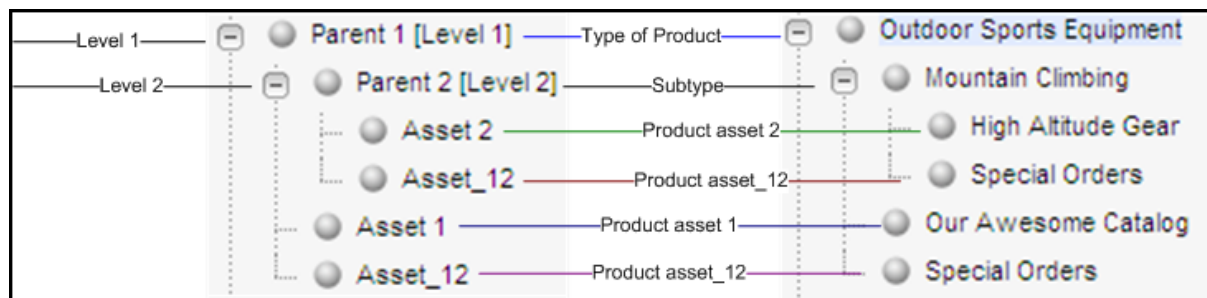 Level 1 Parent 1 [Level 1] Type of Product Outdoor Sports Equipment
Level 2 Parent 2 [Level 2] Subtype Mountain Climbing
Asset 2 Product asset 2 High Altitude Gear
Asset_12 Product asset_12 Special Orders
Asset 1 Product asset 1 Our Awesome Catalog
Asset_12 Product asset_12 Special Orders